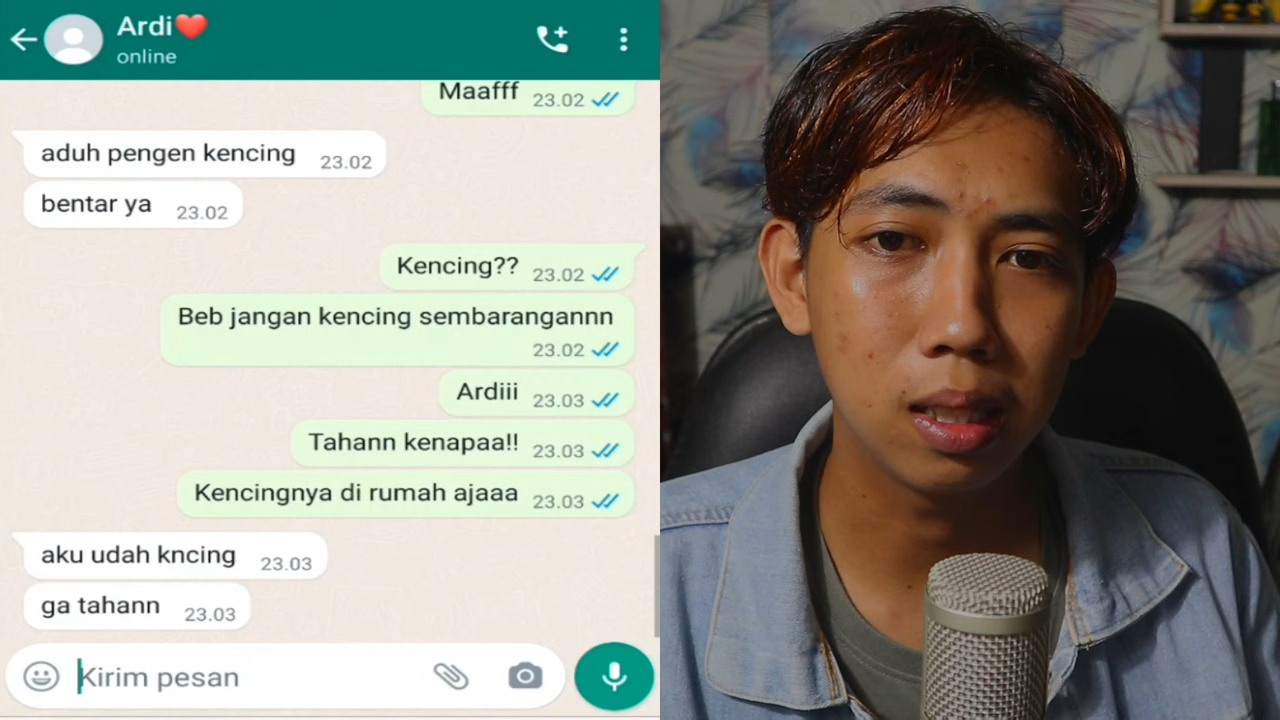 Ardi❤️
online
Maafff 23.02
aduh pengen kencing 23.02
bentar ya 23.02
Kencing?? 23.02
Beb jangan kencing sembarangannn
23.02
Ardiii 23.03
Tahann kenapaa!! 23.03
Kencingnya di rumah ajaaa 23.03
aku udah kncing 23.03
ga tahann 23.03
Kirim pesan